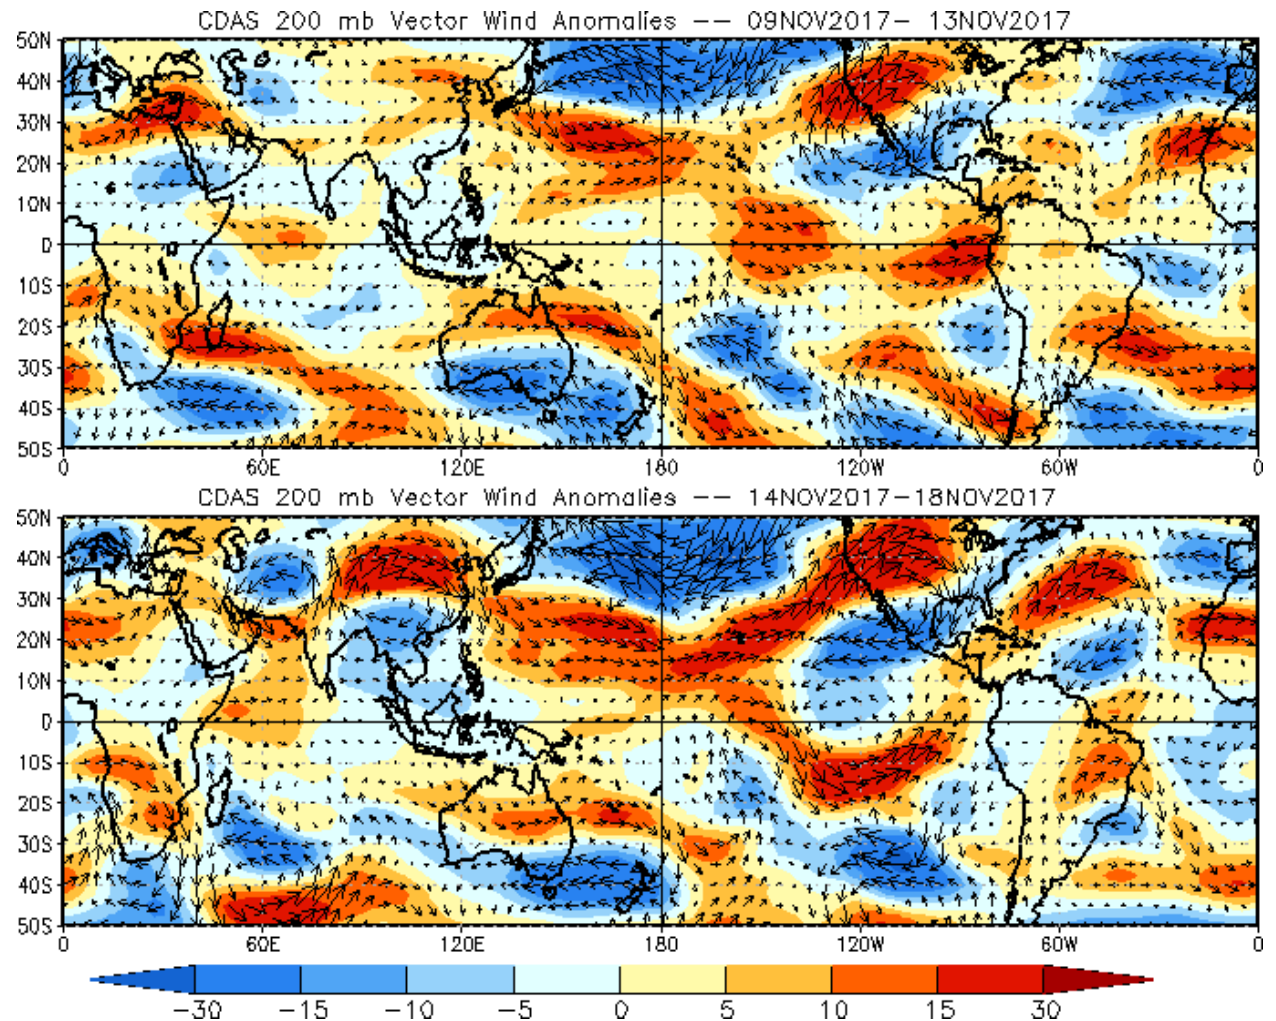 CDAS 200 mb Vector Wind Anomalies -- 09NOV2017- 13NOV2017
50N
40N
30N
20N
10N
0
10S
20S
30S
40S
50S
0 60E 120E 180 120W 60W 0
CDAS 200 mb Vector Wind Anomalies -- 14NOV2017-18NOV2017
50N
40N
30N
20N
10N
0
10S
20S
30S
40S
50S
0 60E 120E 180 120W 60W 0
-30 -15 -10 -5 0 5 10 15 30